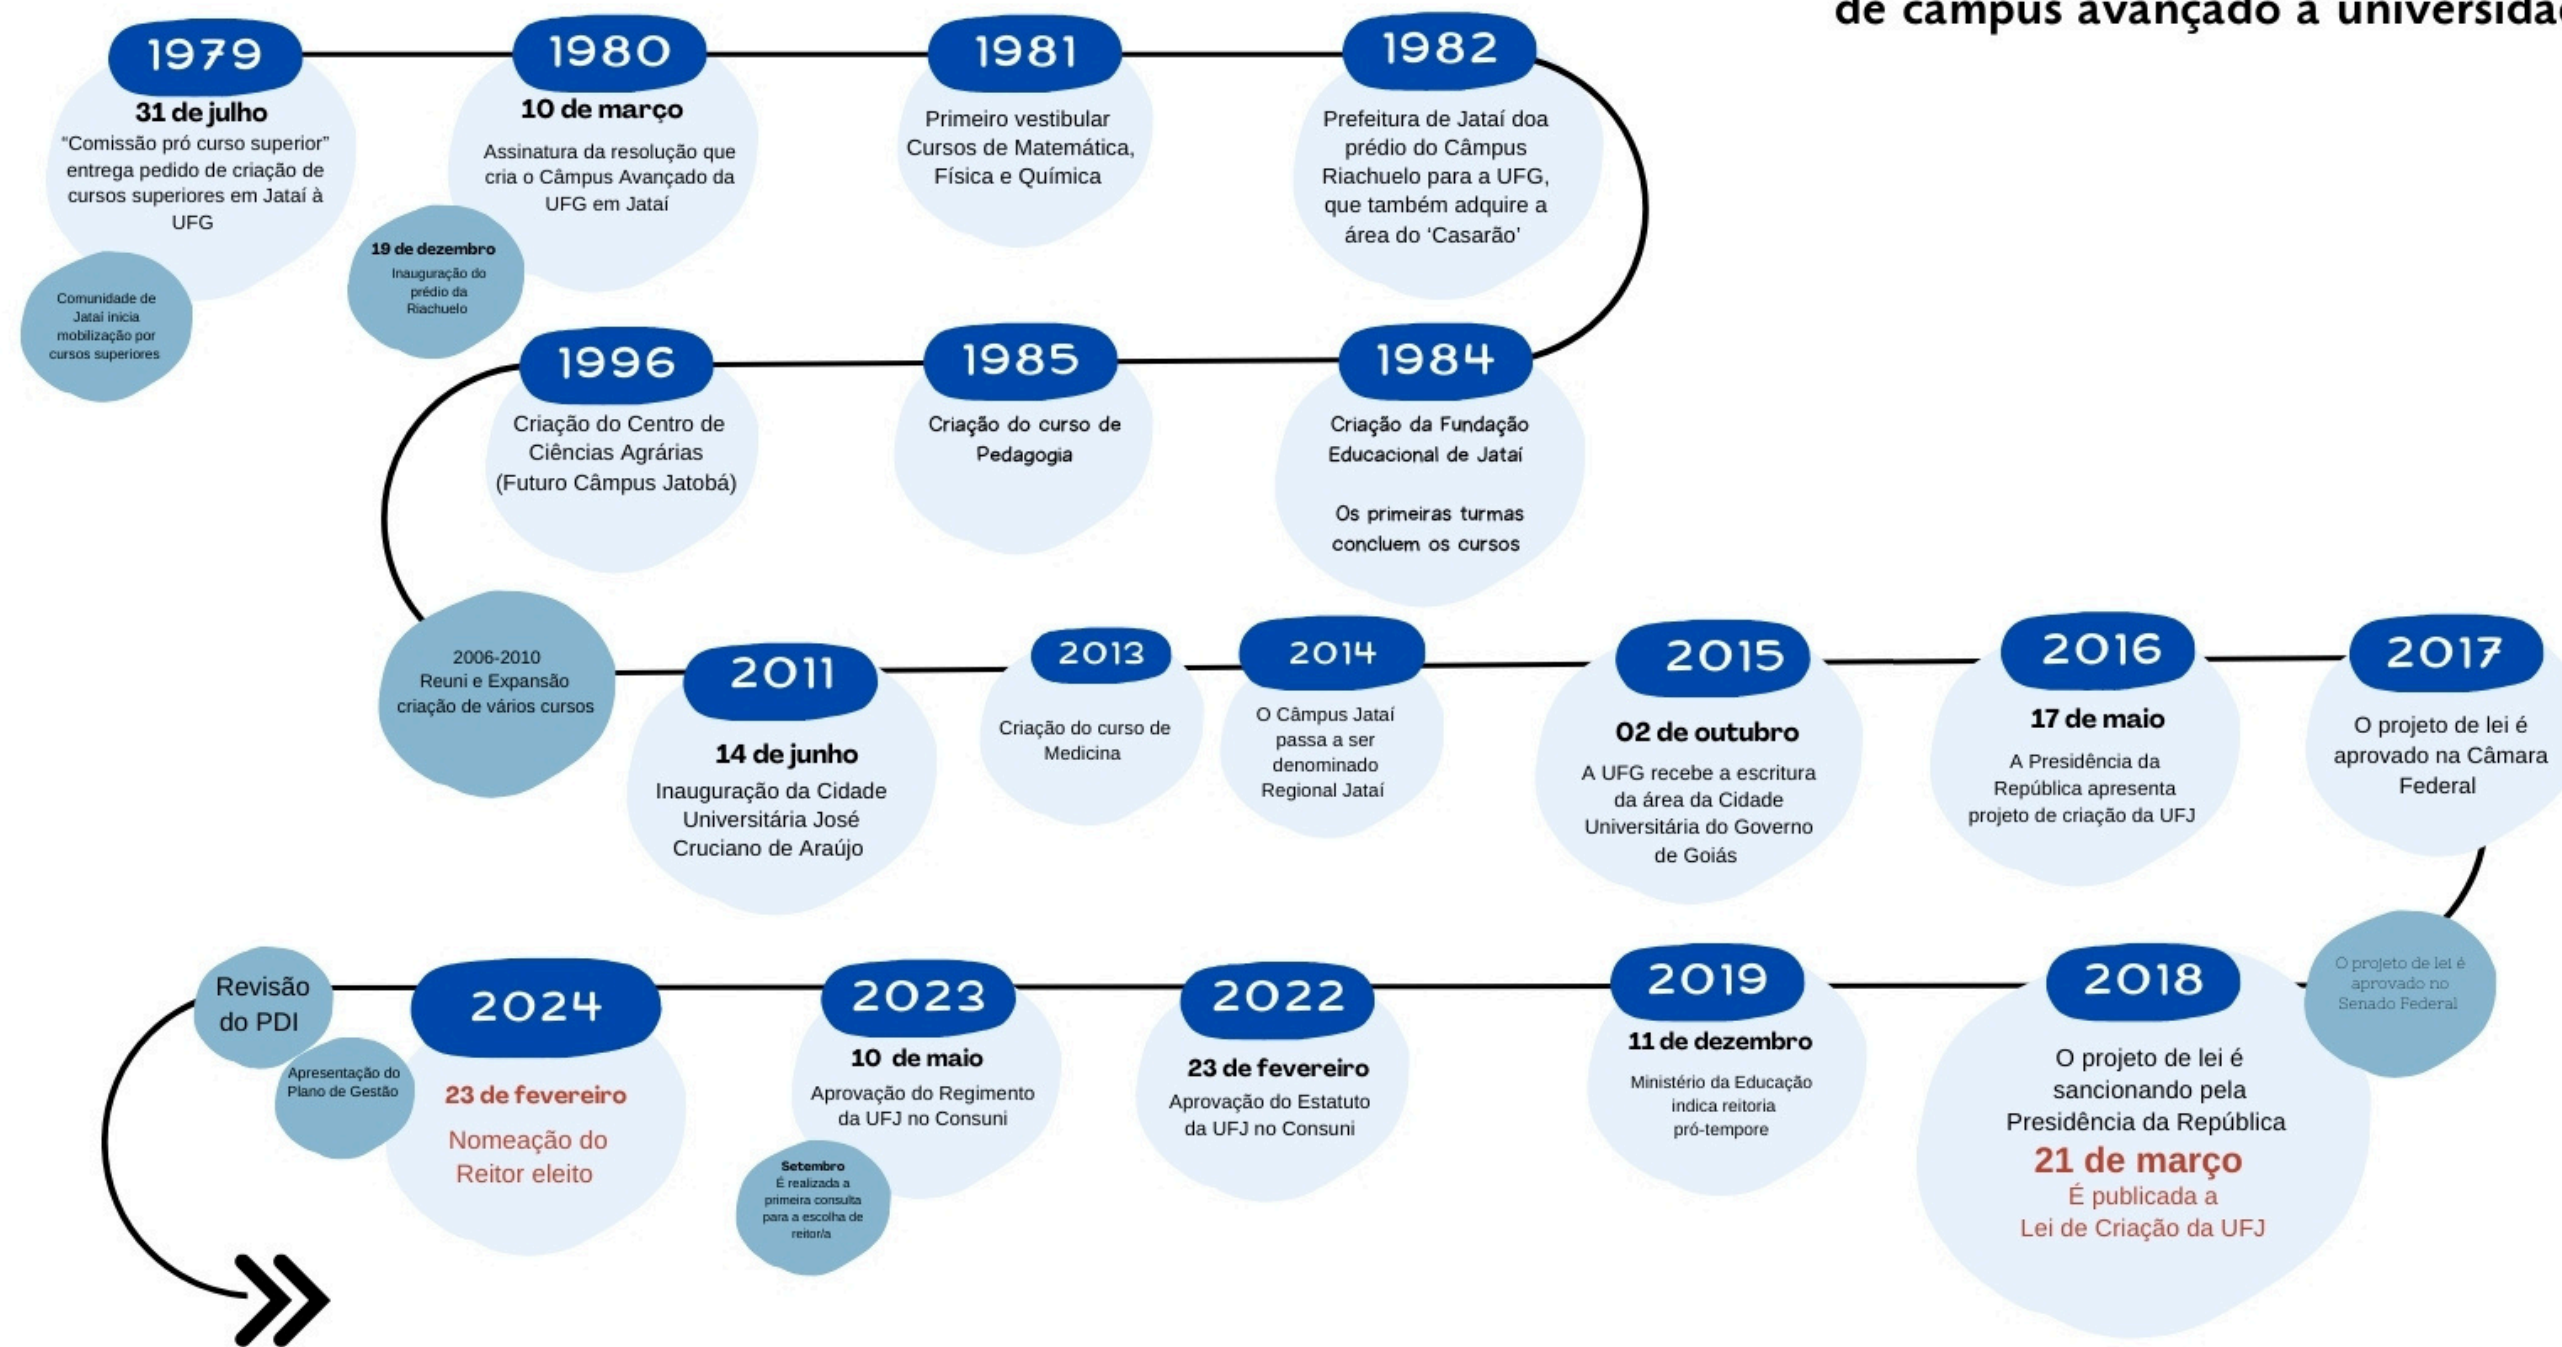 de campus avançado a universida
1979
31 de julho
“Comissão pró curso superior”
entrega pedido de criação de
cursos superiores em Jataí à
UFG
Comunidade de
Jataí inicia
mobilização por
cursos superiores
1980
10 de março
Assinatura da resolução que
cria o Câmpus Avançado da
UFG em Jataí
19 de dezembro
Inauguração do
prédio da
Riachuelo
1981
Primeiro vestibular
Cursos de Matemática,
Física e Química
1982
Prefeitura de Jataí doa
prédio do Câmpus
Riachuelo para a UFG,
que também adquire a
área do ‘Casarão’
1984
Criação da Fundação
Educacional de Jataí
Os primeiras turmas
concluem os cursos
1985
Criação do curso de
Pedagogia
1996
Criação do Centro de
Ciências Agrárias
(Futuro Câmpus Jatobá)
2006-2010
Reuni e Expansão
criação de vários cursos
2011
14 de junho
Inauguração da Cidade
Universitária José
Cruciano de Araújo
2013
Criação do curso de
Medicina
2014
O Câmpus Jataí
passa a ser
denominado
Regional Jataí
2015
02 de outubro
A UFG recebe a escritura
da área da Cidade
Universitária do Governo
de Goiás
2016
17 de maio
A Presidência da
República apresenta
projeto de criação da UFJ
2017
O projeto de lei é
aprovado na Câmara
Federal
O projeto de lei é
aprovado no
Senado Federal
2018
O projeto de lei é
sancionando pela
Presidência da República
21 de março
É publicada a
Lei de Criação da UFJ
2019
11 de dezembro
Ministério da Educação
indica reitoria
pró-tempore
2022
23 de fevereiro
Aprovação do Estatuto
da UFJ no Consuni
2023
10 de maio
Aprovação do Regimento
da UFJ no Consuni
Setembro
É realizada a
primeira consulta
para a escolha de
reitor/a
2024
23 de fevereiro
Nomeação do
Reitor eleito
Apresentação do
Plano de Gestão
Revisão
do PDI